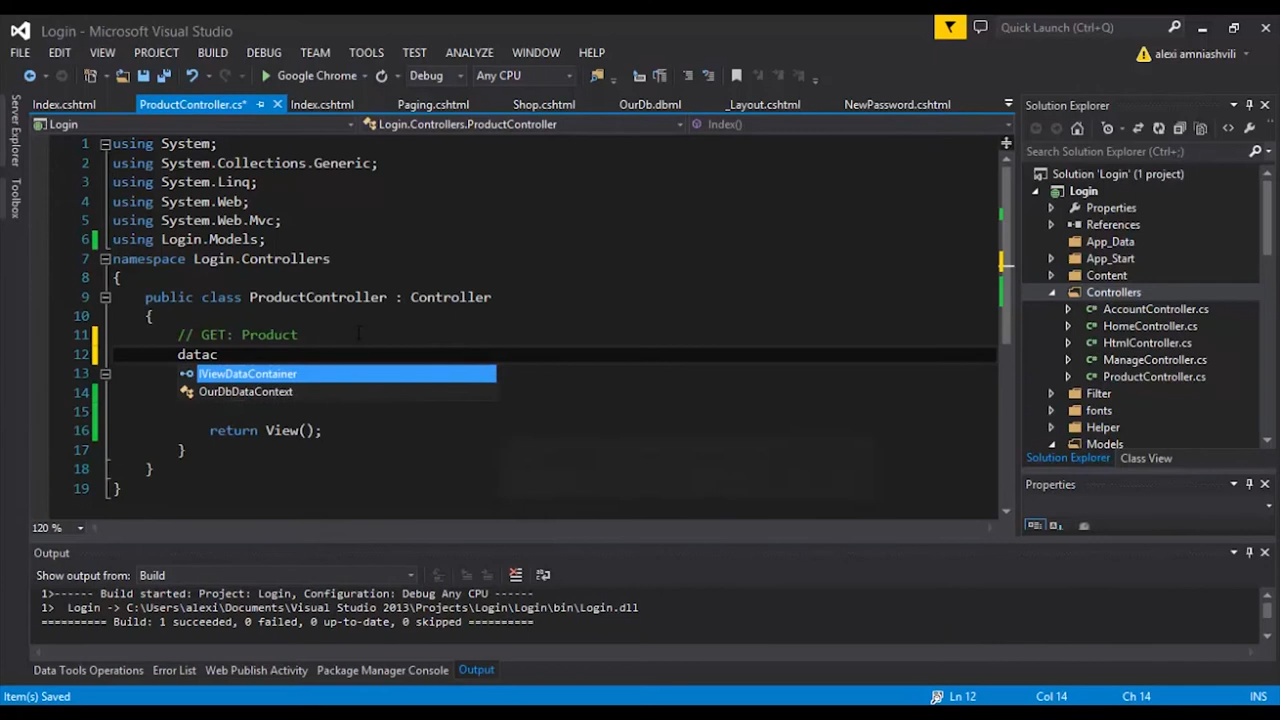 Login - Microsoft Visual Studio
Quick Launch (Ctrl+Q)
FILE EDIT VIEW PROJECT BUILD DEBUG TEAM TOOLS TEST ANALYZE WINDOW HELP
alexi amniashvili
Google Chrome Debug Any CPU
Server Explorer
Toolbox
Index.cshtml ProductController.cs* Index.cshtml Paging.cshtml Shop.cshtml OurDb.dbml _Layout.cshtml NewPassword.cshtml
Login Login.Controllers.ProductController Index()
1 using System;
2 using System.Collections.Generic;
3 using System.Linq;
4 using System.Web;
5 using System.Web.Mvc;
6 using Login.Models;
7 namespace Login.Controllers
8 {
9 public class ProductController : Controller
10 {
11 // GET: Product
12 datac
13 IViewDataContainer
14 OurDbDataContext
15
16 return View();
17 }
18 }
19 }
120 %
Solution Explorer
Search Solution Explorer (Ctrl+;)
Solution 'Login' (1 project)
Login
Properties
References
App_Data
App_Start
Content
Controllers
AccountController.cs
HomeController.cs
HtmlController.cs
ManageController.cs
ProductController.cs
Filter
fonts
Helper
Models
Solution Explorer Class View
Properties
Output
Show output from: Build
1>------ Build started: Project: Login, Configuration: Debug Any CPU ------
1> Login -> C:\Users\alexi\Documents\Visual Studio 2013\Projects\Login\Login\bin\Login.dll
========== Build: 1 succeeded, 0 failed, 0 up-to-date, 0 skipped ==========
Data Tools Operations Error List Web Publish Activity Package Manager Console Output
Item(s) Saved Ln 12 Col 14 Ch 14 INS